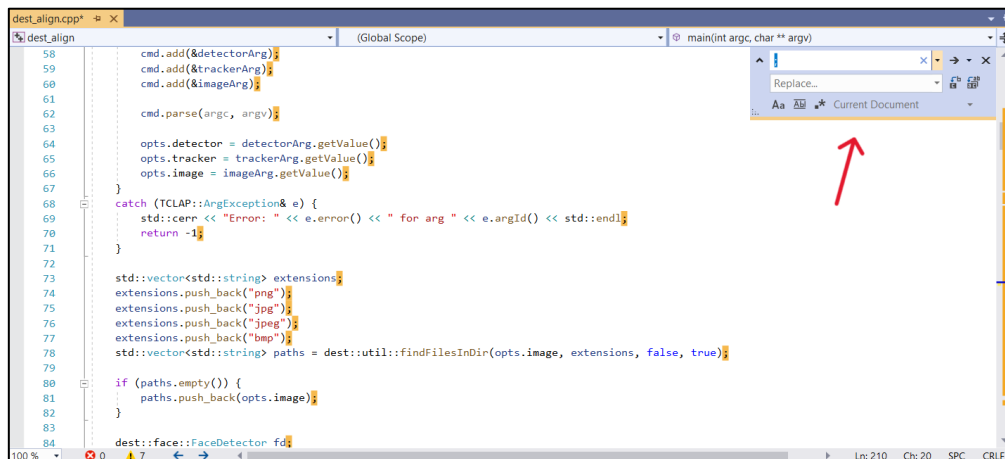 dest_align.cpp*
dest_align (Global Scope) main(int argc, char ** argv)
58 cmd.add(&detectorArg);
59 cmd.add(&trackerArg);
60 cmd.add(&imageArg);
61
62 cmd.parse(argc, argv);
63
64 opts.detector = detectorArg.getValue();
65 opts.tracker = trackerArg.getValue();
66 opts.image = imageArg.getValue();
67 }
68 catch (TCLAP::ArgException& e) {
69 std::cerr << "Error: " << e.error() << " for arg " << e.argId() << std::endl;
70 return -1;
71 }
72
73 std::vector<std::string> extensions;
74 extensions.push_back("png");
75 extensions.push_back("jpg");
76 extensions.push_back("jpeg");
77 extensions.push_back("bmp");
78 std::vector<std::string> paths = dest::util::findFilesInDir(opts.image, extensions, false, true);
79
80 if (paths.empty()) {
81 paths.push_back(opts.image);
82 }
83
84 dest::face::FaceDetector fd;
;
Replace...
Aa Ab .* Current Document
100 % 0 7 Ln: 210 Ch: 20 SPC CRLF